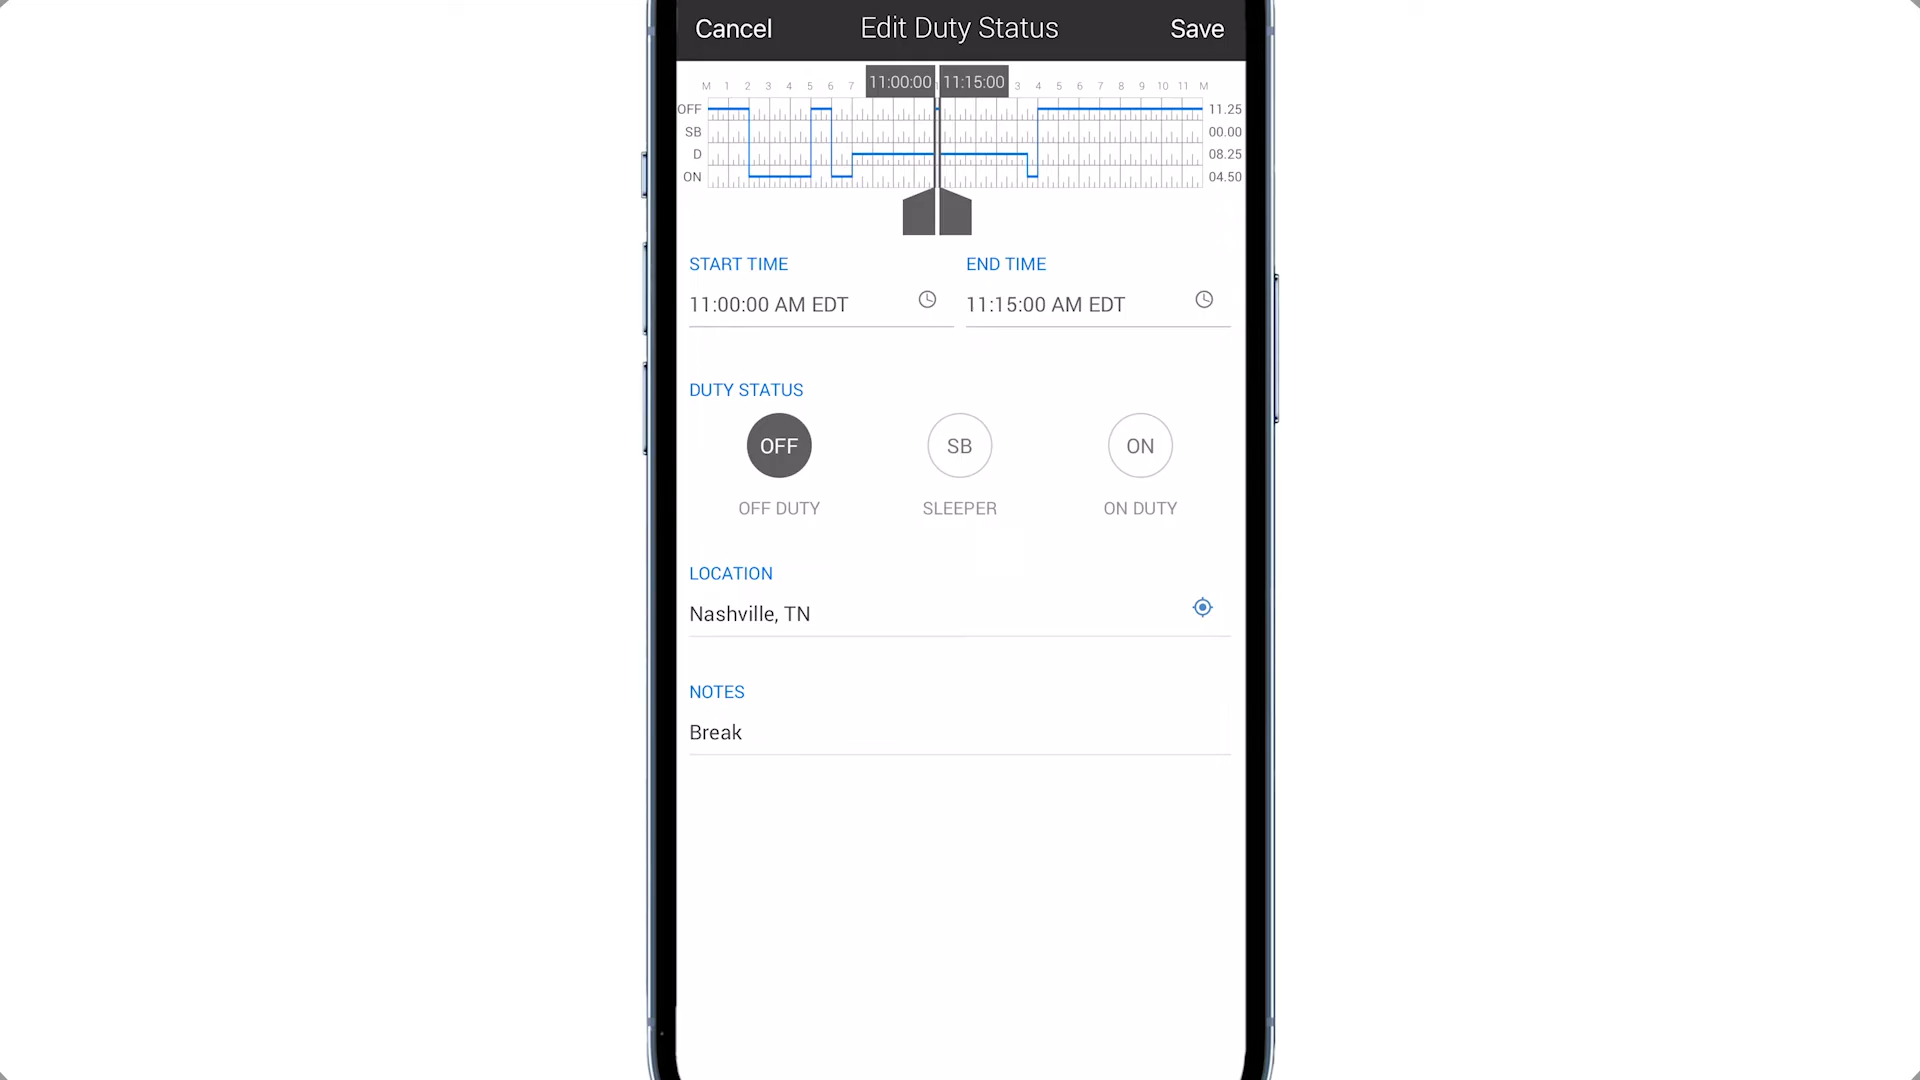 Cancel Edit Duty Status Save
11:00:00 11:15:00
M 1 2 3 4 5 6 7 3 4 5 6 7 8 9 10 11 M
OFF 11.25
SB 00.00
D 08.25
ON 04.50
START TIME END TIME
11:00:00 AM EDT 11:15:00 AM EDT
DUTY STATUS
OFF SB ON
OFF DUTY SLEEPER ON DUTY
LOCATION
Nashville, TN
NOTES
Break